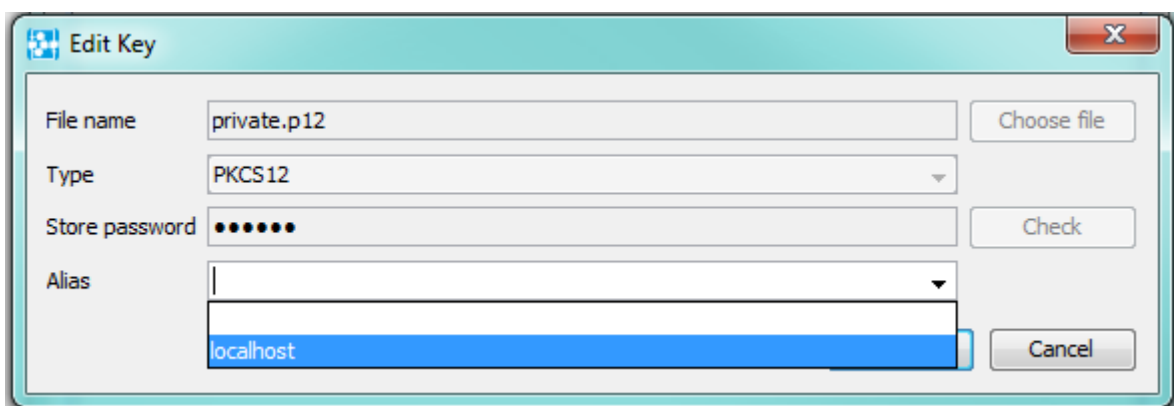 Edit Key
File name private.p12 Choose file
Type PKCS12
Store password •••••• Check
Alias
localhost
Cancel